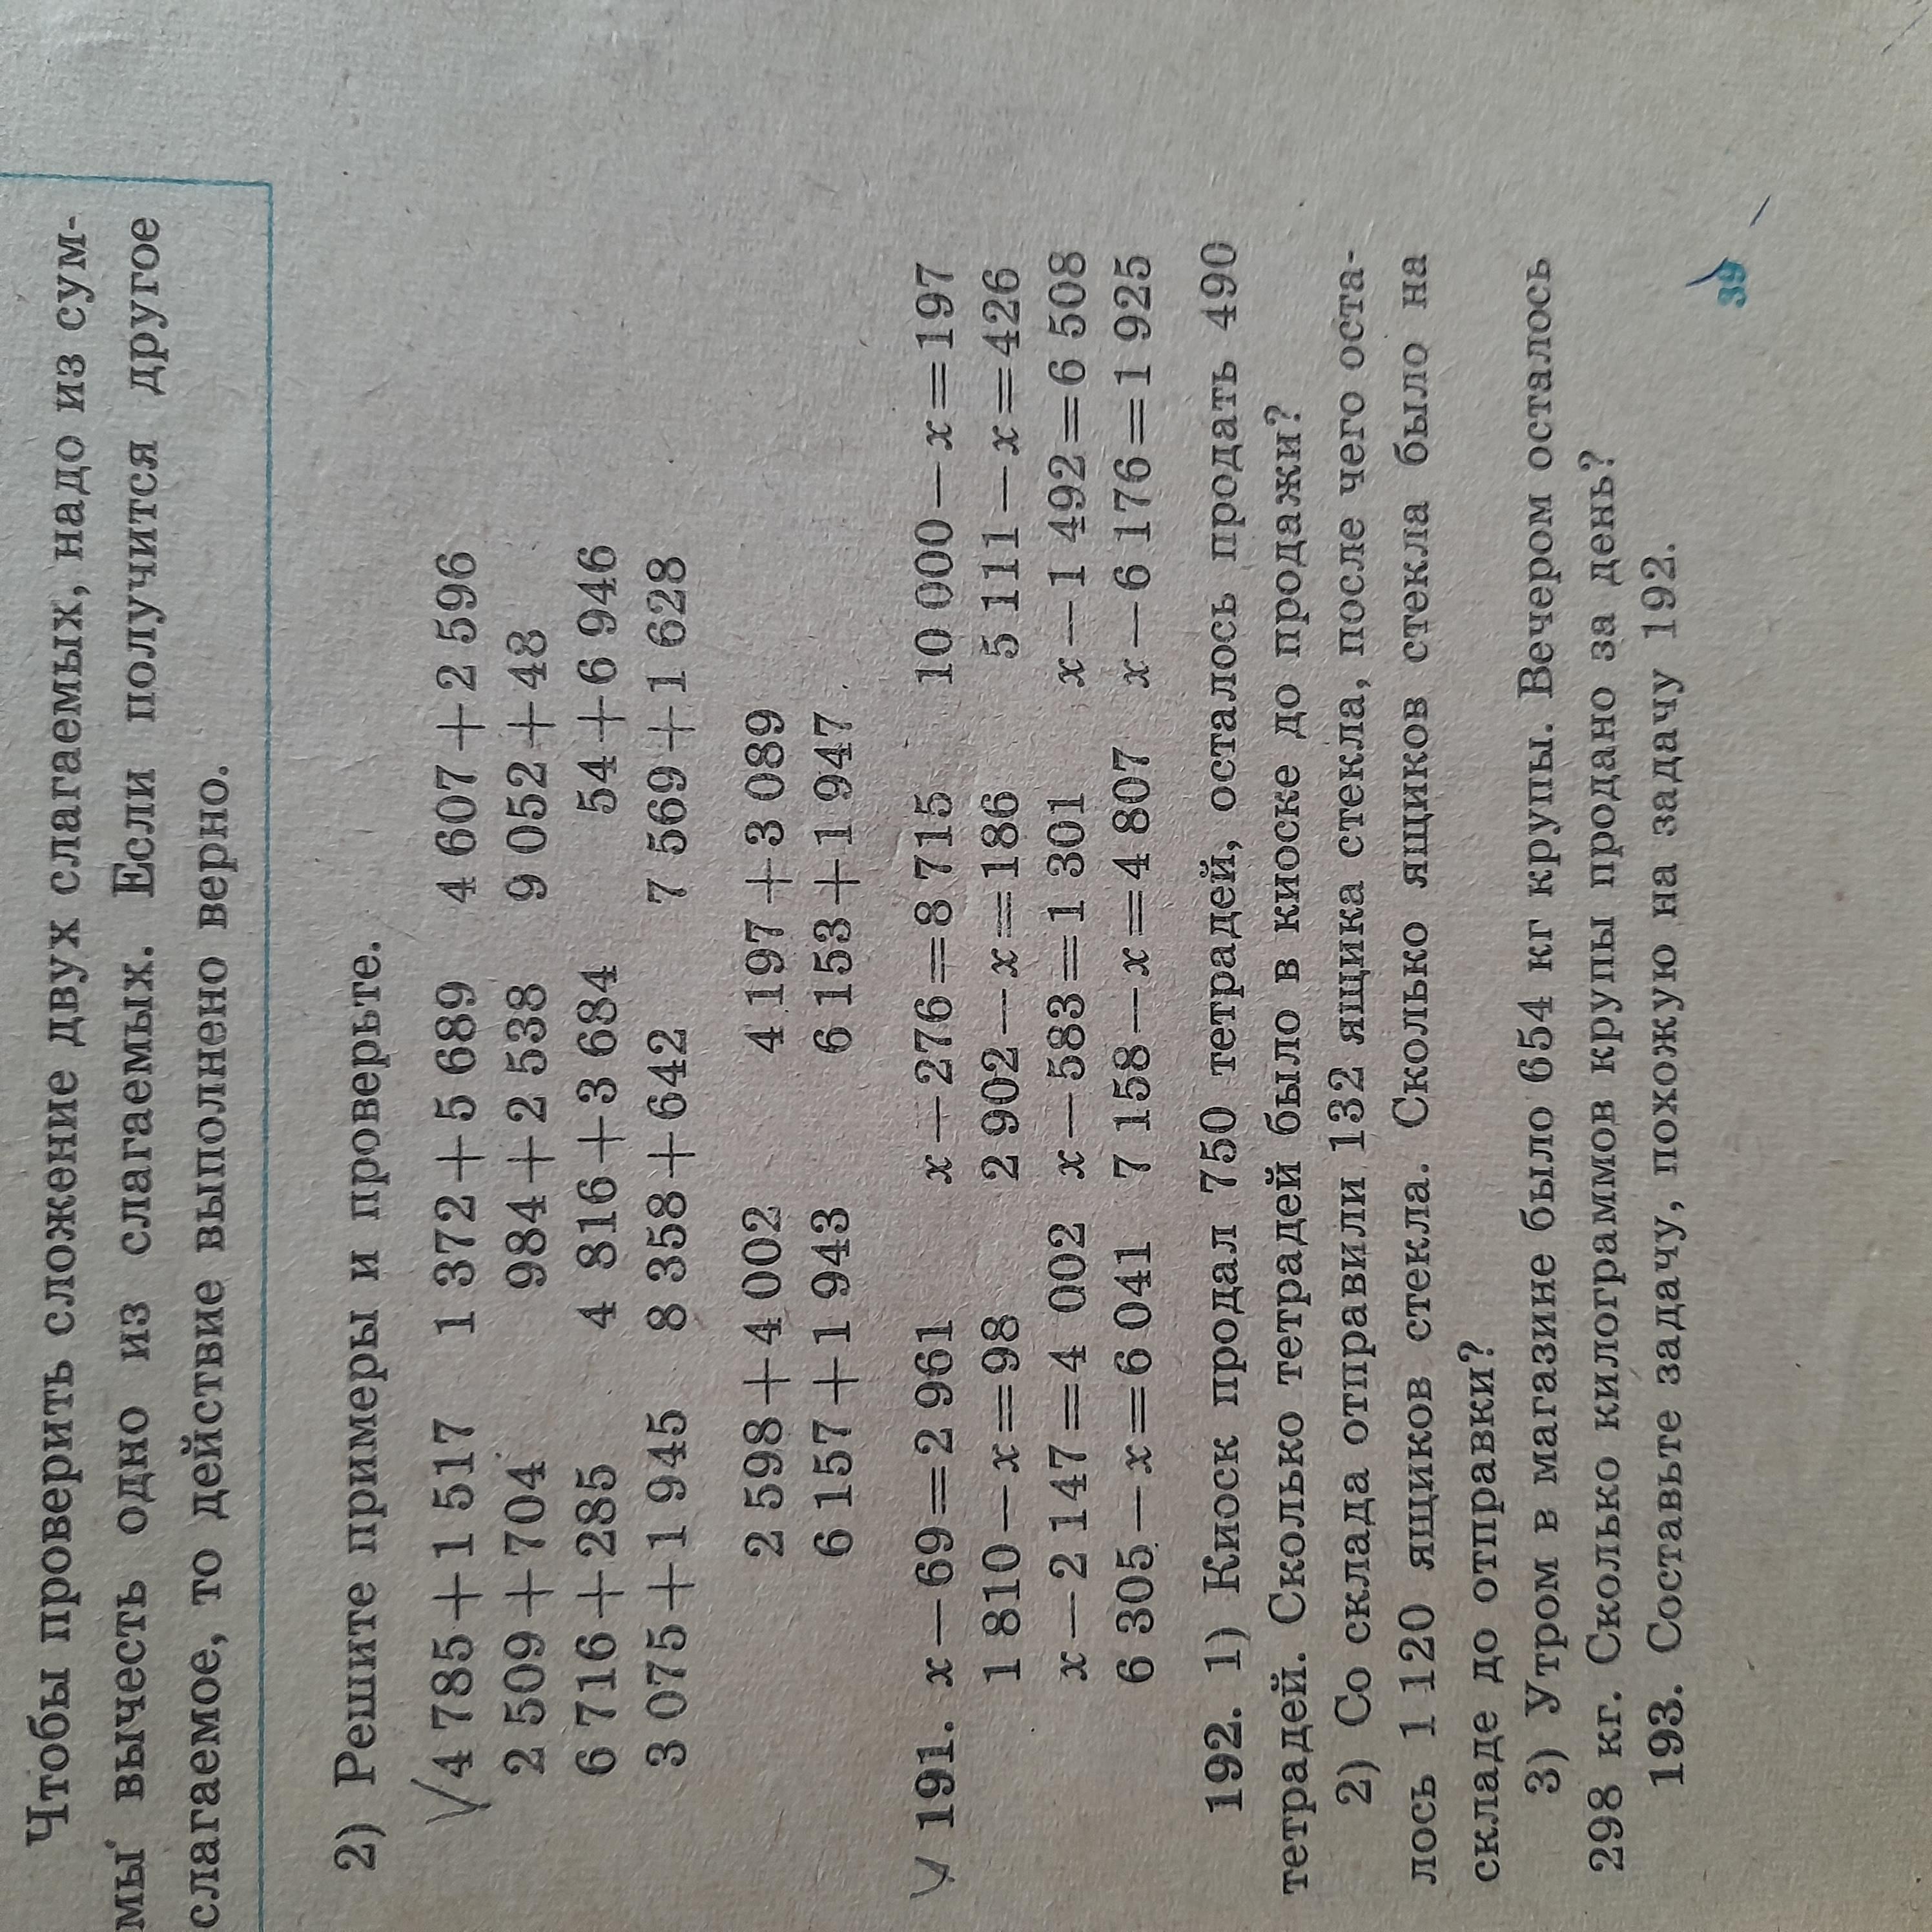 Чтобы проверить сложение двух слагаемых, надо из сум-
мы вычесть одно из слагаемых. Если получится другое
слагаемое, то действие выполнено верно.
2) Решите примеры и проверьте.
4 785+1 517 1 372+5 689 4 607+2 596
2 509+704 984+2 538 9 052+48
6 716+285 4 816+3 684 54+6 946
3 075+1 945 8 358+642 7 569+1 628
2 598+4 002 4 197+3 089
6 157+1 943 6 153+1 947
191. x—69=2 961 x—276=8 715 10 000—x=197
1 810—x=98 2 902—x=186 5 111—x=426
x—2 147=4 002 x—583=1 301 x—1 492=6 508
6 305—x=6 041 7 158—x=4 807 x—6 176=1 925
192. 1) Киоск продал 750 тетрадей, осталось продать 490
тетрадей. Сколько тетрадей было в киоске до продажи?
2) Со склада отправили 132 ящика стекла, после чего оста-
лось 1 120 ящиков стекла. Сколько ящиков стекла было на
складе до отправки?
3) Утром в магазине было 654 кг крупы. Вечером осталось
298 кг. Сколько килограммов крупы продано за день?
193. Составьте задачу, похожую на задачу 192.
39